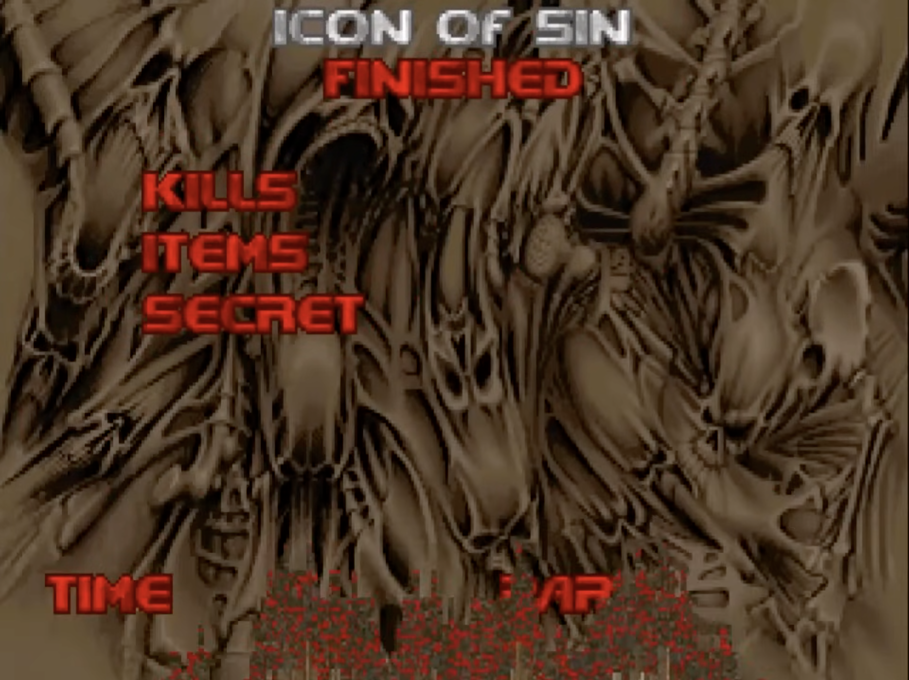 ICON OF SIN
FINISHED
KILLS
ITEMS
SECRET
TIME